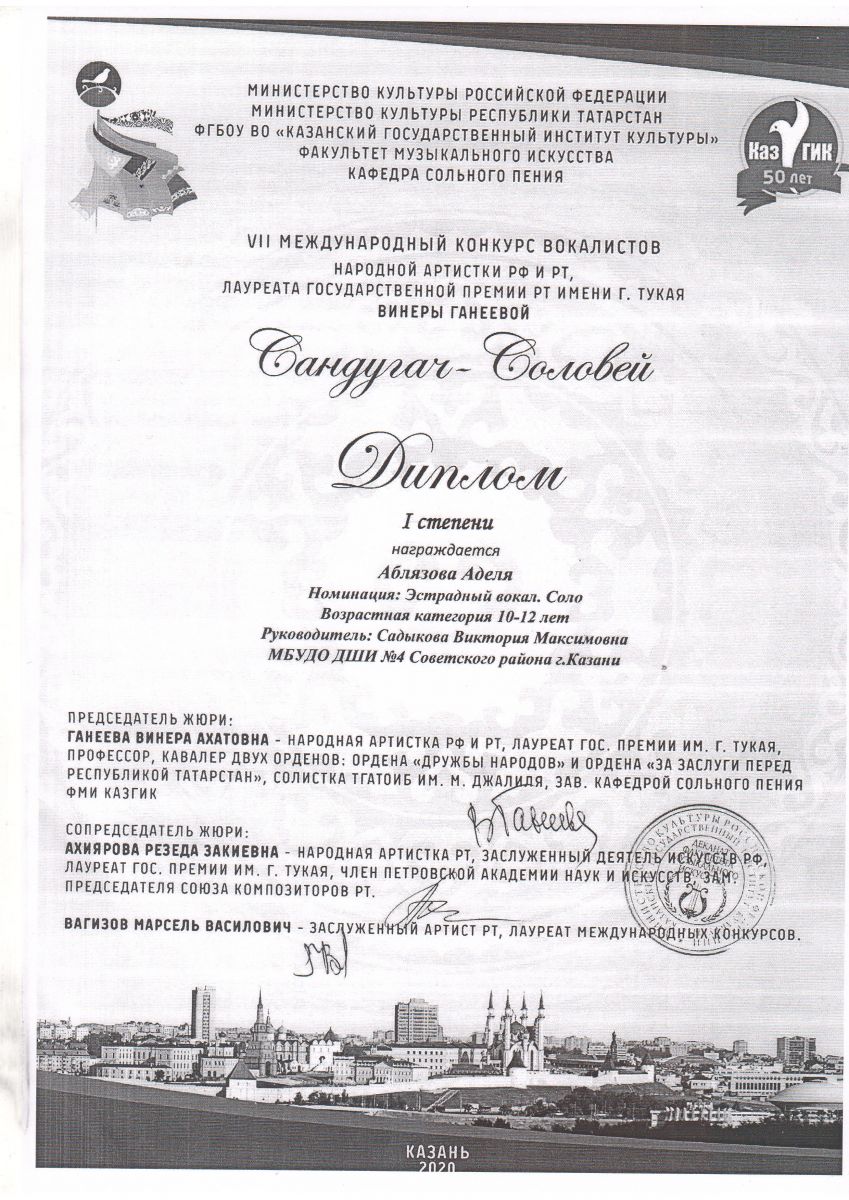 МИНИСТЕРСТВО КУЛЬТУРЫ РОССИЙСКОЙ ФЕДЕРАЦИИ
МИНИСТЕРСТВО КУЛЬТУРЫ РЕСПУБЛИКИ ТАТАРСТАН
ФГБОУ ВО «КАЗАНСКИЙ ГОСУДАРСТВЕННЫЙ ИНСТИТУТ КУЛЬТУРЫ»
ФАКУЛЬТЕТ МУЗЫКАЛЬНОГО ИСКУССТВА
КАФЕДРА СОЛЬНОГО ПЕНИЯ
Каз ГИК
50 лет
VII МЕЖДУНАРОДНЫЙ КОНКУРС ВОКАЛИСТОВ
НАРОДНОЙ АРТИСТКИ РФ И РТ,
ЛАУРЕАТА ГОСУДАРСТВЕННОЙ ПРЕМИИ РТ ИМЕНИ Г. ТУКАЯ
ВИНЕРЫ ГАНЕЕВОЙ
Сандугач-Соловей
Диплом
I степени
награждается
Аблязова Аделя
Номинация: Эстрадный вокал. Соло
Возрастная категория 10-12 лет
Руководитель: Садыкова Виктория Максимовна
МБУДО ДШИ №4 Советского района г.Казани
ПРЕДСЕДАТЕЛЬ ЖЮРИ:
ГАНЕЕВА ВИНЕРА АХАТОВНА - НАРОДНАЯ АРТИСТКА РФ И РТ, ЛАУРЕАТ ГОС. ПРЕМИИ ИМ. Г. ТУКАЯ,
ПРОФЕССОР, КАВАЛЕР ДВУХ ОРДЕНОВ: ОРДЕНА «ДРУЖБЫ НАРОДОВ» И ОРДЕНА «ЗА ЗАСЛУГИ ПЕРЕД
РЕСПУБЛИКОЙ ТАТАРСТАН», СОЛИСТКА ТГАТОИБ ИМ. М. ДЖАЛИЛЯ, ЗАВ. КАФЕДРОЙ СОЛЬНОГО ПЕНИЯ
ФМИ КАЗГИК
СОПРЕДСЕДАТЕЛЬ ЖЮРИ:
АХИЯРОВА РЕЗЕДА ЗАКИЕВНА - НАРОДНАЯ АРТИСТКА РТ, ЗАСЛУЖЕННЫЙ ДЕЯТЕЛЬ ИСКУССТВ РФ,
ЛАУРЕАТ ГОС. ПРЕМИИ ИМ. Г. ТУКАЯ, ЧЛЕН ПЕТРОВСКОЙ АКАДЕМИИ НАУК И ИСКУССТВ, ЗАМ.
ПРЕДСЕДАТЕЛЯ СОЮЗА КОМПОЗИТОРОВ РТ.
ВАГИЗОВ МАРСЕЛЬ ВАСИЛОВИЧ - ЗАСЛУЖЕННЫЙ АРТИСТ РТ, ЛАУРЕАТ МЕЖДУНАРОДНЫХ КОНКУРСОВ.
КАЗАНЬ
2020